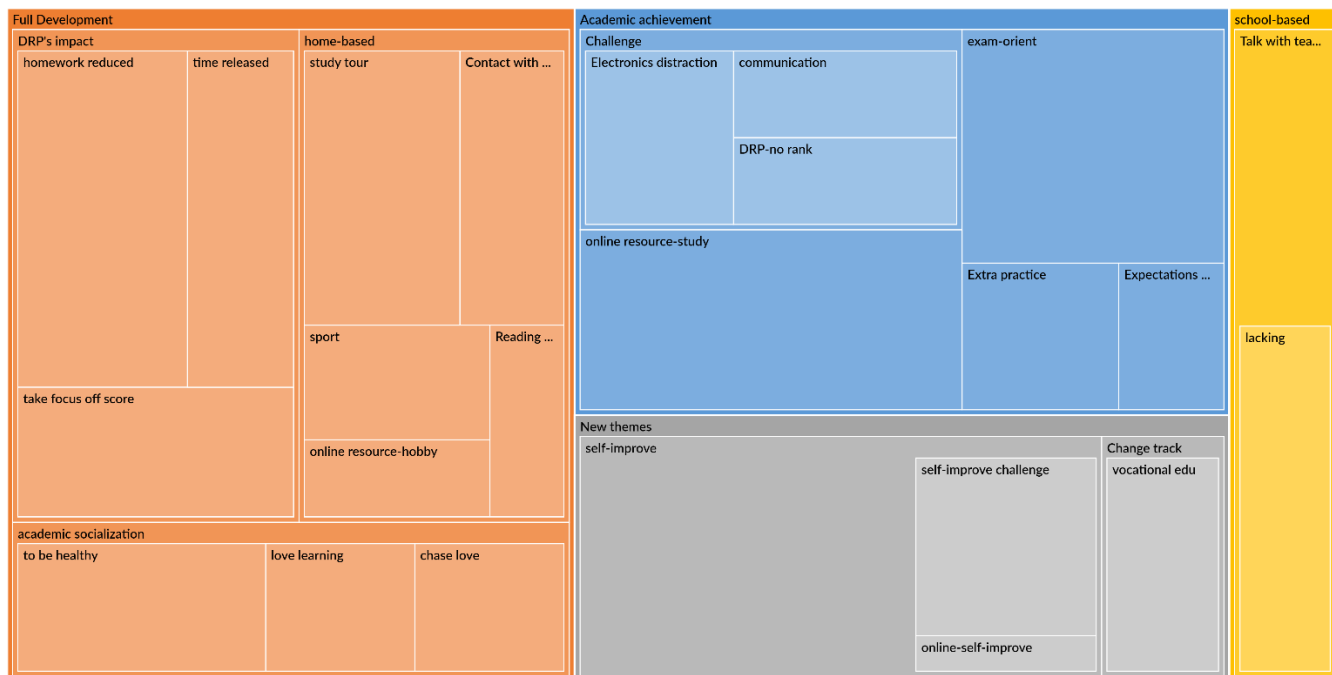 Full Development
DRP's impact
homework reduced
time released
take focus off score
home-based
study tour
Contact with ...
sport
Reading ...
online resource-hobby
academic socialization
to be healthy
love learning
chase love
Academic achievement
Challenge
Electronics distraction
communication
DRP-no rank
exam-orient
online resource-study
Extra practice
Expectations ...
New themes
self-improve
self-improve challenge
online-self-improve
Change track
vocational edu
school-based
Talk with tea...
lacking